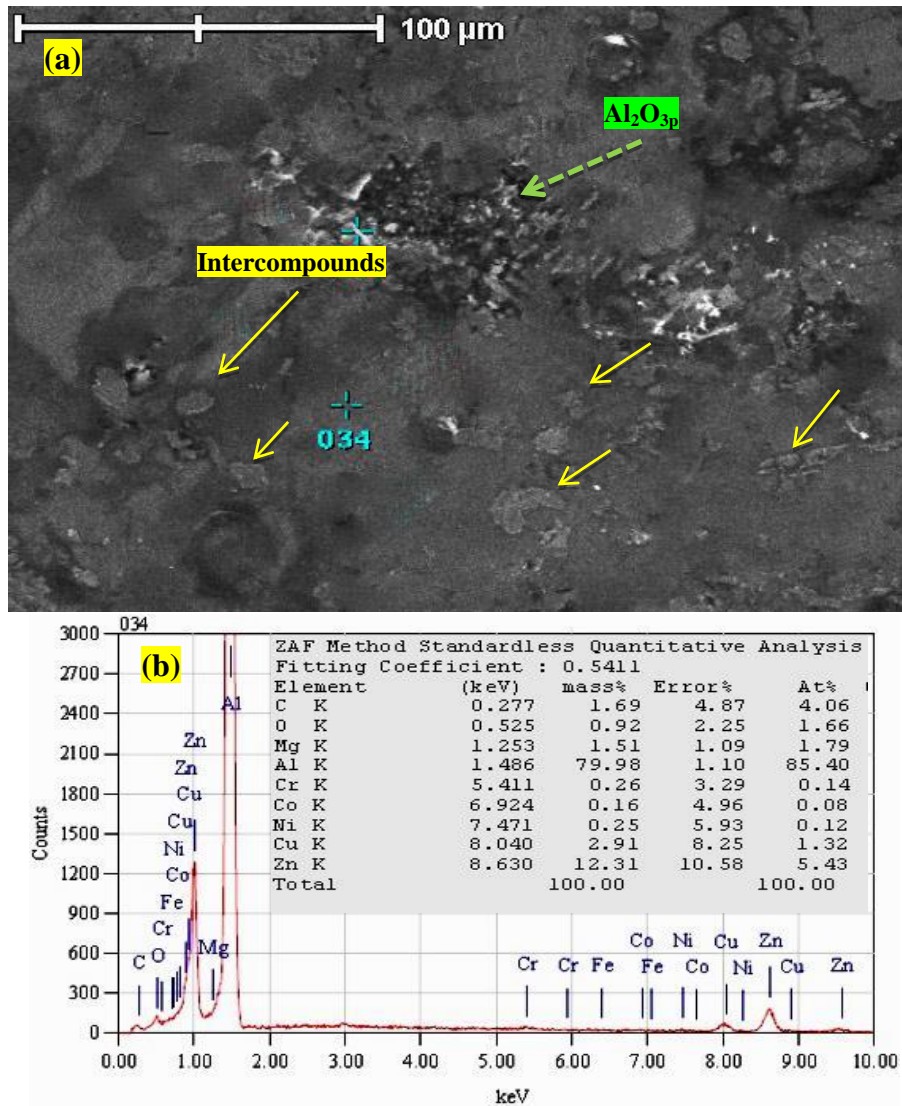 100 µm
(a)
Al2O3p
Intercompounds
034
034
(b)
ZAF Method Standardless Quantitative Analysis
Fitting Coefficient : 0.5411
Element (keV) mass% Error% At%
C K 0.277 1.69 4.87 4.06
O K 0.525 0.92 2.25 1.66
Mg K 1.253 1.51 1.09 1.79
Al K 1.486 79.98 1.10 85.40
Cr K 5.411 0.26 3.29 0.14
Co K 6.924 0.16 4.96 0.08
Ni K 7.471 0.25 5.93 0.12
Cu K 8.040 2.91 8.25 1.32
Zn K 8.630 12.31 10.58 5.43
Total 100.00 100.00
3000
2700
2400
2100
1800
1500
1200
900
600
300
0
Counts
Al
Zn
Zn
Cu
Cu
Ni
Co
Fe
Cr
C O Mg
Co Ni Cu Zn
Cr Cr Fe Fe Co Ni Cu Zn
0.00 1.00 2.00 3.00 4.00 5.00 6.00 7.00 8.00 9.00 10.00
keV